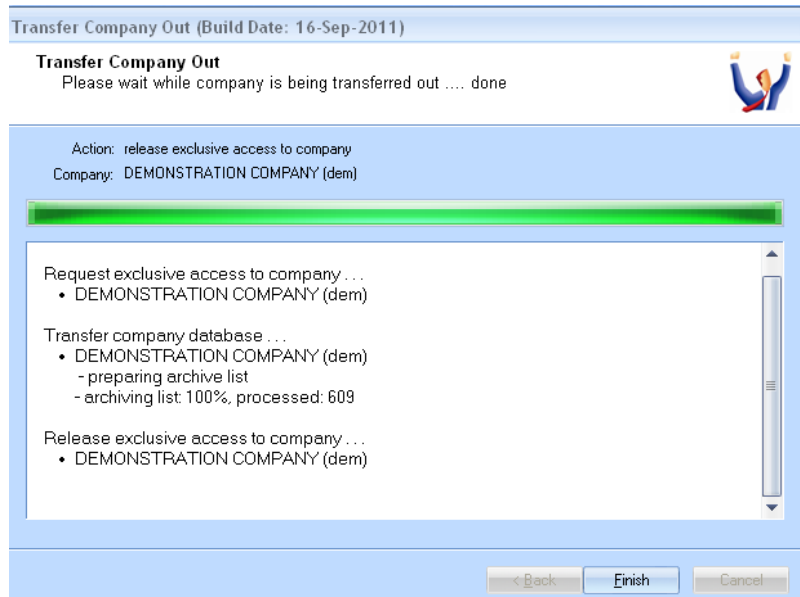 Transfer Company Out (Build Date: 16-Sep-2011)
Transfer Company Out
Please wait while company is being transferred out .... done
Action: release exclusive access to company
Company: DEMONSTRATION COMPANY (dem)
Request exclusive access to company . . .
• DEMONSTRATION COMPANY (dem)
Transfer company database . . .
• DEMONSTRATION COMPANY (dem)
- preparing archive list
- archiving list: 100%, processed: 609
Release exclusive access to company . . .
• DEMONSTRATION COMPANY (dem)
< Back Finish Cancel